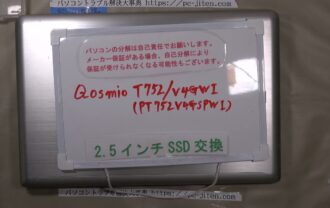 パソコントラブル解決大事典 https://pc-jiten.com
パソコンの分解は自己責任でお願いします。
メーカー保証がある場合、自己分解により
保証が受けられなくなる可能性もございます。
Qosmio T752/V4GWI
(PT752V4GSPWI)
2.5インチSSD交換
パソコントラブル解決大事典 https://pc-jiten.com